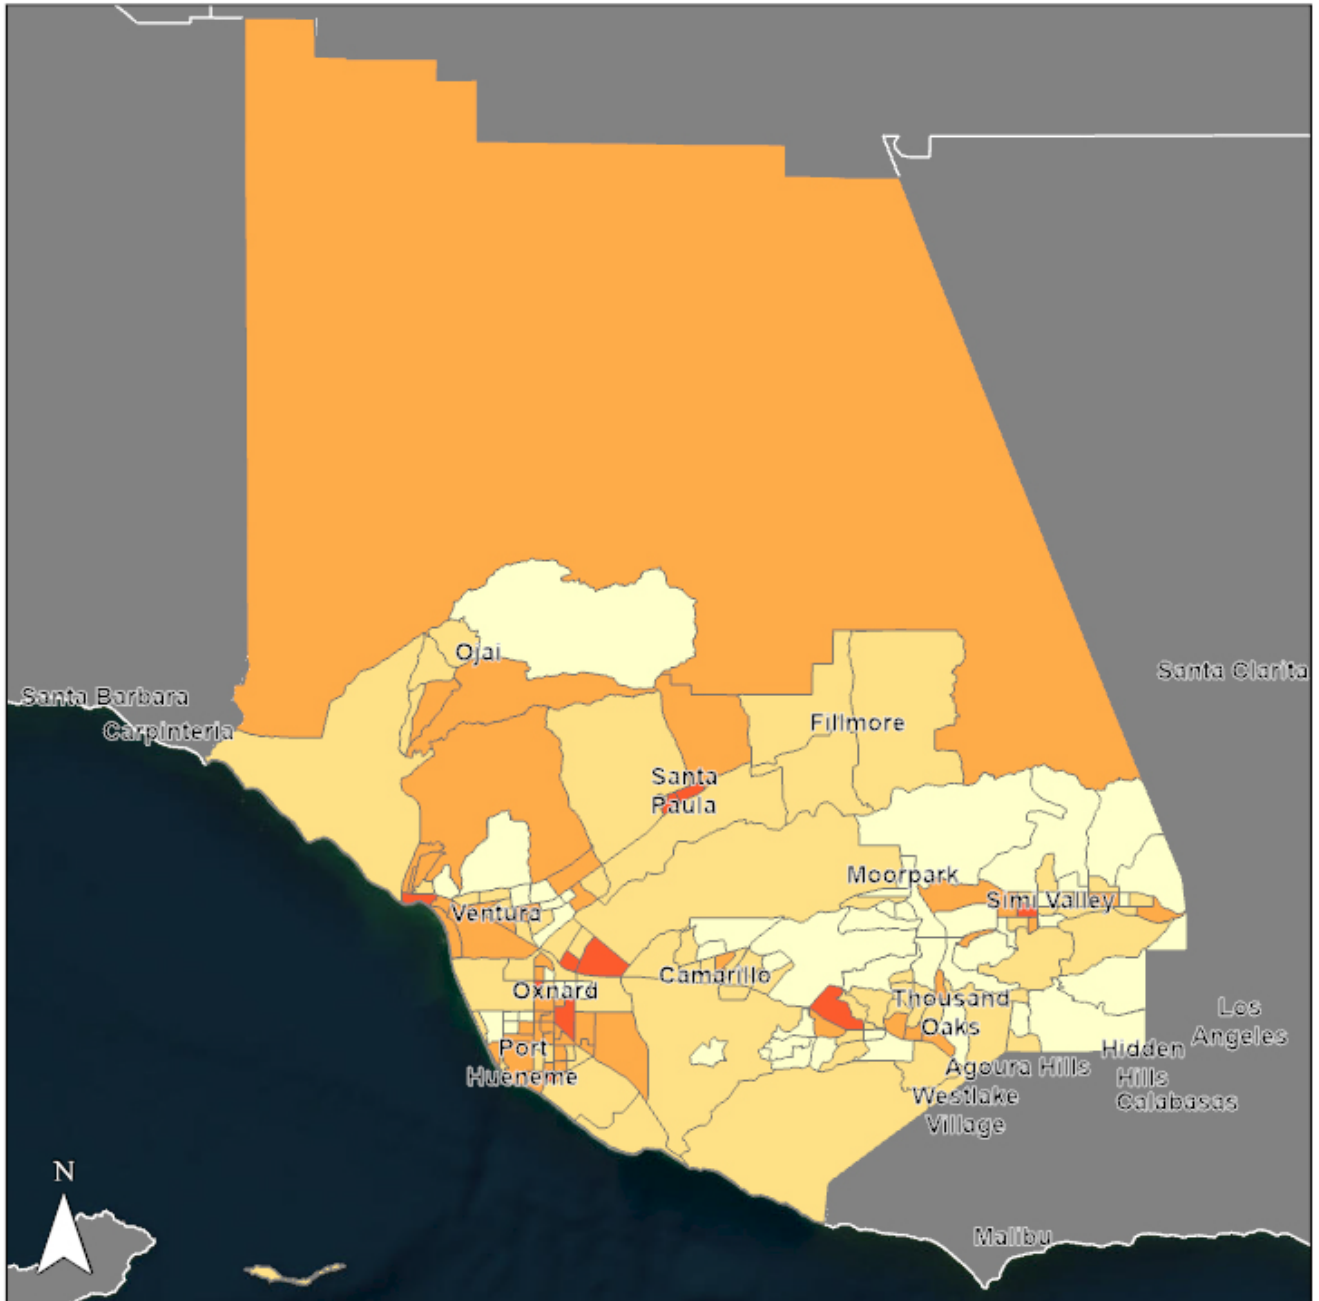 Ojai
Santa Clarita
Santa Barbara
Carpinteria
Fillmore
Santa
Paula
Moorpark
Simi Valley
Ventura
Camarillo
Oxnard
Thousand
Oaks
Los
Angeles
Port
Hueneme
Hidden
Hills
Agoura Hills
Calabasas
Westlake
Village
N
Malibu